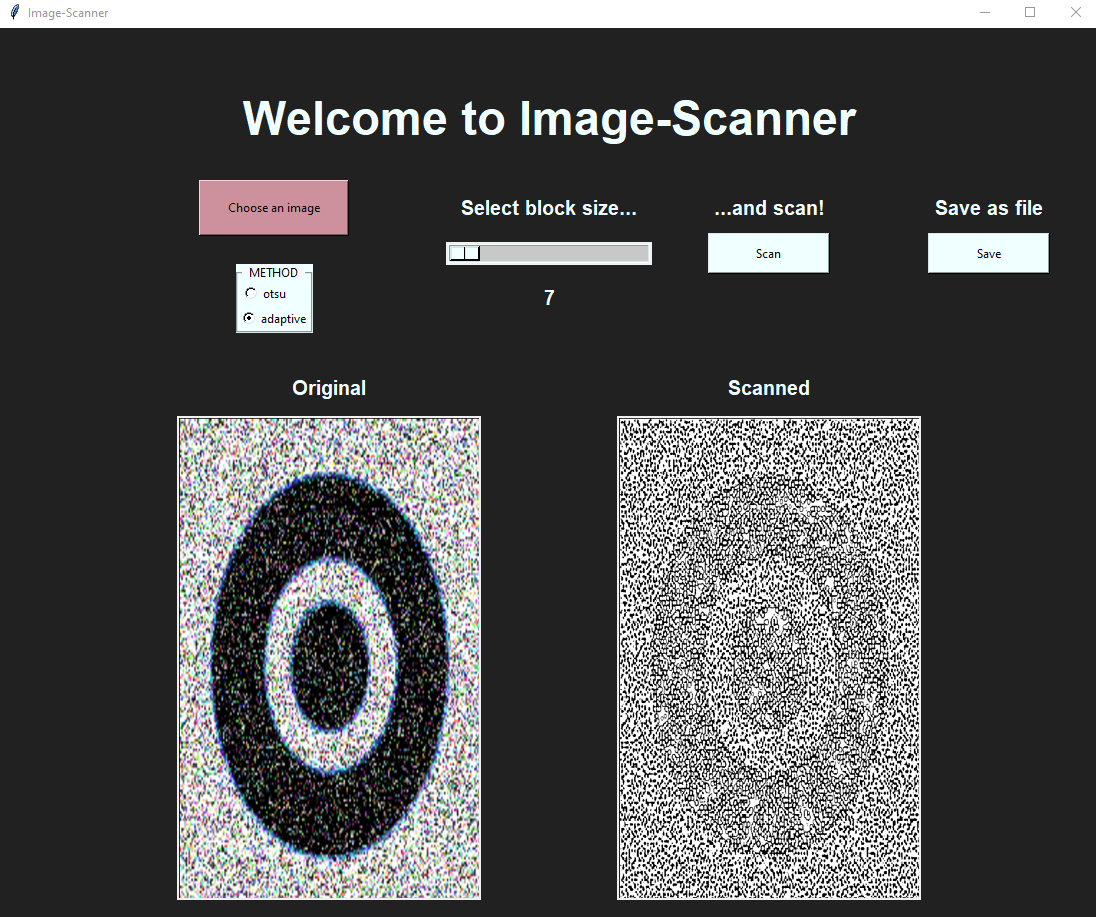 Image-Scanner
Welcome to Image-Scanner
Choose an image
Select block size...
...and scan!
Save as file
Scan
Save
METHOD
otsu
adaptive
7
Original
Scanned